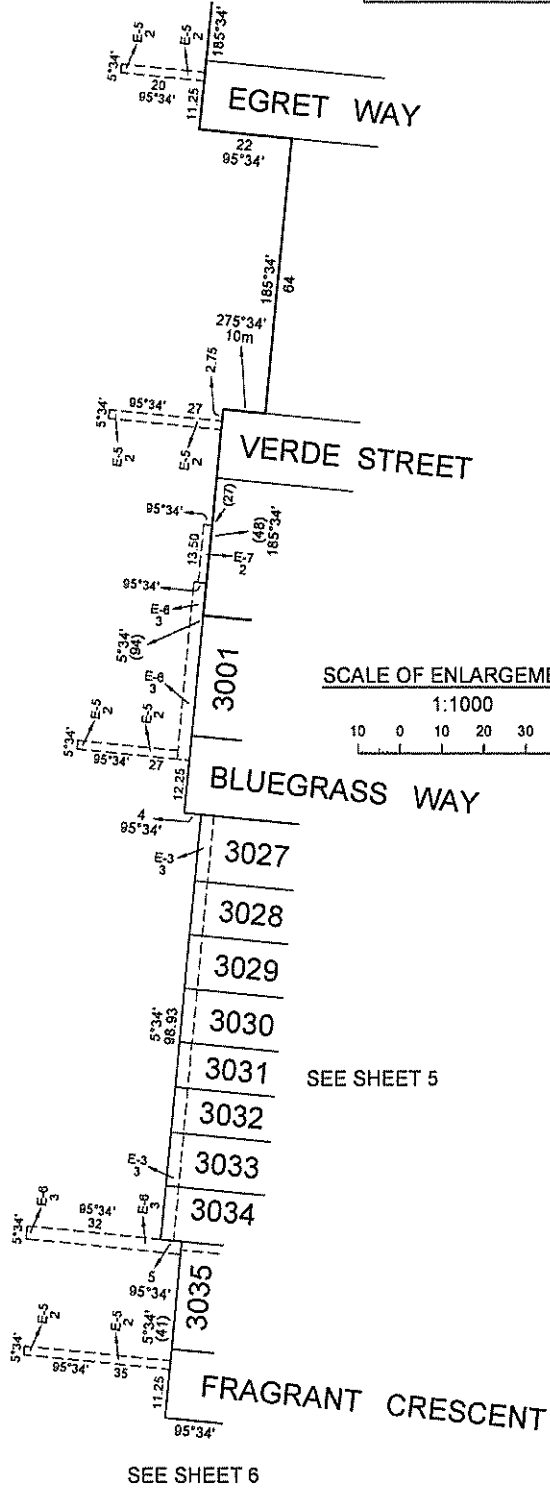 185°34'
E-5
2
E-5
2
5°34'
20
95°34'
11.25
EGRET WAY
22
95°34'
185°34'
64
275°34'
10m
2.75
95°34'
27
5°34'
E-5
2
E-5
2
VERDE STREET
95°34'
(27)
(48)
185°34'
13.50
E-7
2
95°34'
E-6
3
5°34'
(94)
3001
E-6
3
SCALE OF ENLARGEME
1:1000
10 0 10 20 30
E-5
2
E-5
2
5°34'
95°34'
27
12.25
BLUEGRASS WAY
4
95°34'
E-3
3
3027
3028
3029
3030
5°34'
98.93
3031
SEE SHEET 5
3032
E-3
3
3033
3034
E-6
3
95°34'
32
E-6
3
5°34'
5
95°34'
3035
5°34'
(41)
E-5
2
E-5
2
5°34'
95°34'
35
11.25
FRAGRANT CRESCENT
95°34'
SEE SHEET 6